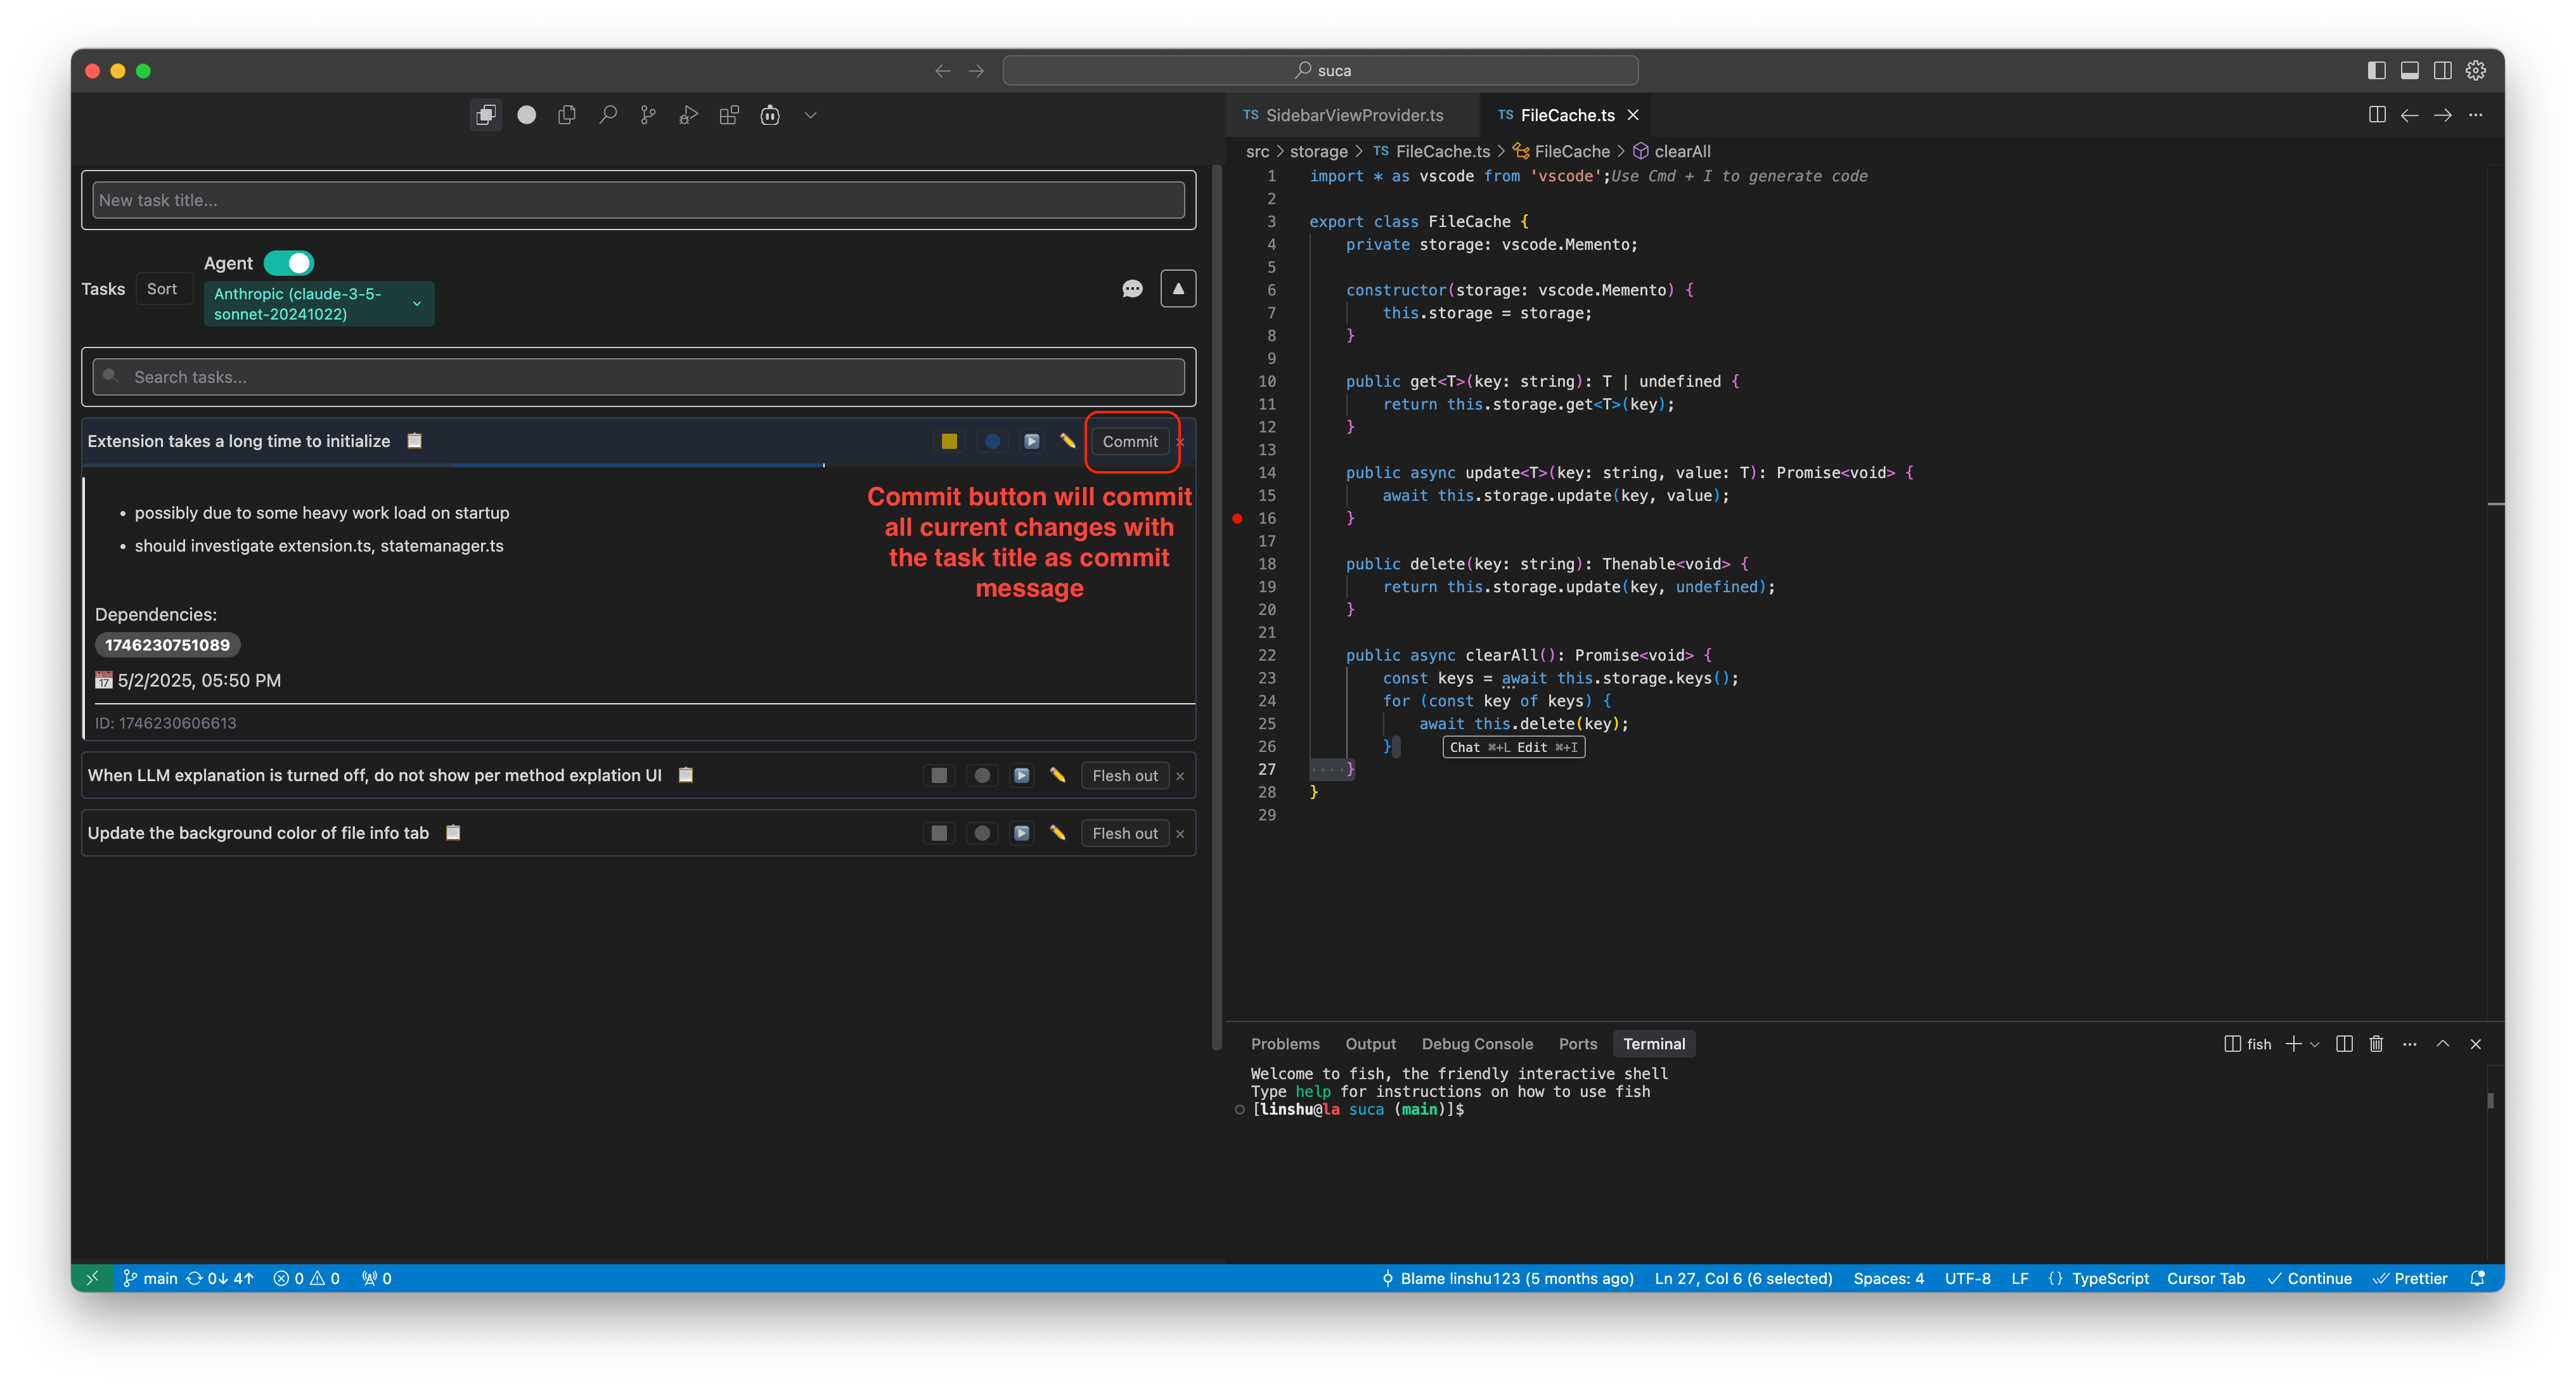 suca
New task title...
Tasks
Sort
Agent
Anthropic (claude-3-5-
sonnet-20241022)
Search tasks...
Extension takes a long time to initialize
Commit
×
Commit button will commit
all current changes with
the task title as commit
message
• possibly due to some heavy work load on startup
• should investigate extension.ts, statemanager.ts
Dependencies:
1746230751089
17 5/2/2025, 05:50 PM
ID: 1746230606613
When LLM explanation is turned off, do not show per method explation UI
Flesh out ×
Update the background color of file info tab
Flesh out ×
TS SidebarViewProvider.ts
TS FileCache.ts
src > storage > TS FileCache.ts > FileCache > clearAll
1 import * as vscode from 'vscode';Use Cmd + I to generate code
2
3 export class FileCache {
4 private storage: vscode.Memento;
5
6 constructor(storage: vscode.Memento) {
7 this.storage = storage;
8 }
9
10 public get<T>(key: string): T | undefined {
11 return this.storage.get<T>(key);
12 }
13
14 public async update<T>(key: string, value: T): Promise<void> {
15 await this.storage.update(key, value);
16 }
17
18 public delete(key: string): Thenable<void> {
19 return this.storage.update(key, undefined);
20 }
21
22 public async clearAll(): Promise<void> {
23 const keys = await this.storage.keys();
24 for (const key of keys) {
25 await this.delete(key);
26 } Chat ⌘+L Edit ⌘+I
27 ····}
28 }
29
Problems Output Debug Console Ports Terminal
fish
Welcome to fish, the friendly interactive shell
Type help for instructions on how to use fish
[linshu@la suca (main)]$
main 0↓ 4↑ 0 0 0
Blame linshu123 (5 months ago) Ln 27, Col 6 (6 selected) Spaces: 4 UTF-8 LF {} TypeScript Cursor Tab Continue Prettier